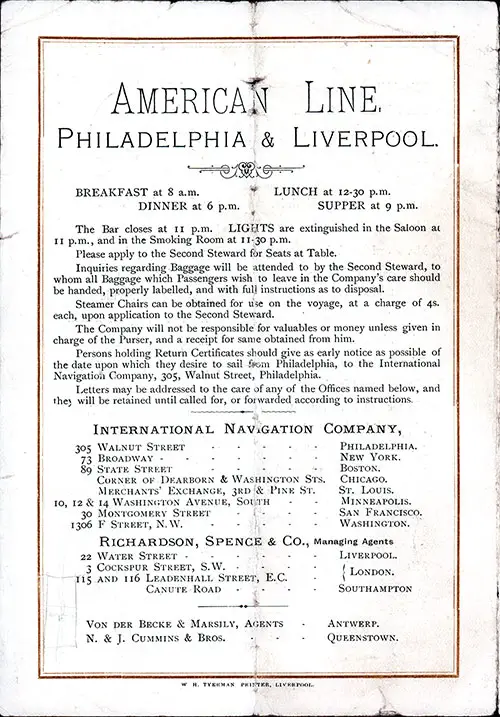 AMERICAN LINE.
PHILADELPHIA & LIVERPOOL.
BREAKFAST at 8 a.m. LUNCH at 12-30 p.m.
DINNER at 6 p.m. SUPPER at 9 p.m.
The Bar closes at 11 p.m. LIGHTS are extinguished in the Saloon at
11 p.m., and in the Smoking Room at 11-30 p.m.
Please apply to the Second Steward for Seats at Table.
Inquiries regarding Baggage will be attended to by the Second Steward, to
whom all Baggage which Passengers wish to leave in the Company's care should
be handed, properly labelled, and with full instructions as to disposal.
Steamer Chairs can be obtained for use on the voyage, at a charge of 4s.
each, upon application to the Second Steward.
The Company will not be responsible for valuables or money unless given in
charge of the Purser, and a receipt for same obtained from him.
Persons holding Return Certificates should give as early notice as possible of
the date upon which they desire to sail from Philadelphia, to the International
Navigation Company, 305, Walnut Street, Philadelphia.
Letters may be addressed to the care of any of the Offices named below, and
they will be retained until called for, or forwarded according to instructions.
INTERNATIONAL NAVIGATION COMPANY,
305 WALNUT STREET - - - - - PHILADELPHIA.
73 BROADWAY - - - - - - NEW YORK.
89 STATE STREET - - - - - BOSTON.
CORNER OF DEARBORN & WASHINGTON STS. CHICAGO.
MERCHANTS' EXCHANGE, 3RD & PINE ST. ST. LOUIS.
10, 12 & 14 WASHINGTON AVENUE, SOUTH - - MINNEAPOLIS.
30 MONTGOMERY STREET - - - - SAN FRANCISCO.
1306 F STREET, N.W. - - - - - WASHINGTON.
RICHARDSON, SPENCE & CO., Managing Agents
22 WATER STREET - - - - - LIVERPOOL.
3 COCKSPUR STREET, S.W. - - - -
115 AND 116 LEADENHALL STREET, E.C. - { LONDON.
CANUTE ROAD - - - - SOUTHAMPTON
VON DER BECKE & MARSILY, AGENTS - ANTWERP.
N. & J. CUMMINS & BROS. - - - QUEENSTOWN.
W. H. TYERMAN PRINTER, LIVERPOOL.